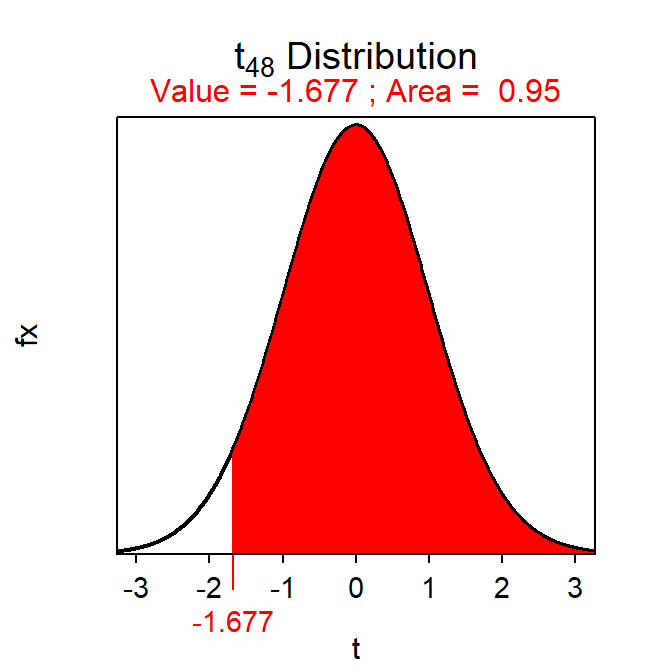 t₄₈ Distribution
Value = -1.677 ; Area =  0.95
fx
-3 -2 -1 0 1 2 3
-1.677
t